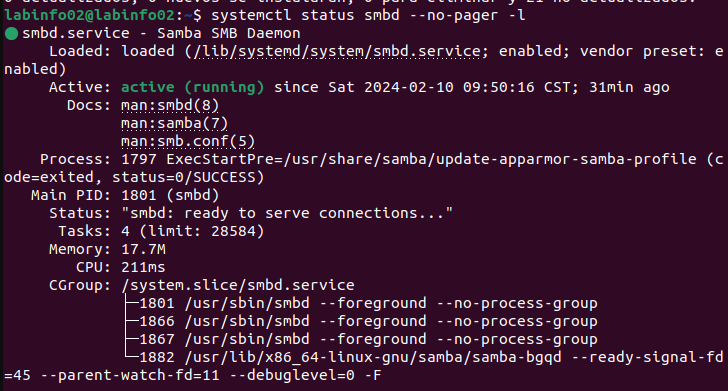 labinfo02@labinfo02:~$ systemctl status smbd --no-pager -l
● smbd.service - Samba SMB Daemon
Loaded: loaded (/lib/systemd/system/smbd.service; enabled; vendor preset: e
nabled)
Active: active (running) since Sat 2024-02-10 09:50:16 CST; 31min ago
Docs: man:smbd(8)
man:samba(7)
man:smb.conf(5)
Process: 1797 ExecStartPre=/usr/share/samba/update-apparmor-samba-profile (c
ode=exited, status=0/SUCCESS)
Main PID: 1801 (smbd)
Status: "smbd: ready to serve connections..."
Tasks: 4 (limit: 28584)
Memory: 17.7M
CPU: 211ms
CGroup: /system.slice/smbd.service
├─1801 /usr/sbin/smbd --foreground --no-process-group
├─1866 /usr/sbin/smbd --foreground --no-process-group
├─1867 /usr/sbin/smbd --foreground --no-process-group
└─1882 /usr/lib/x86_64-linux-gnu/samba/samba-bgqd --ready-signal-fd
=45 --parent-watch-fd=11 --debuglevel=0 -F